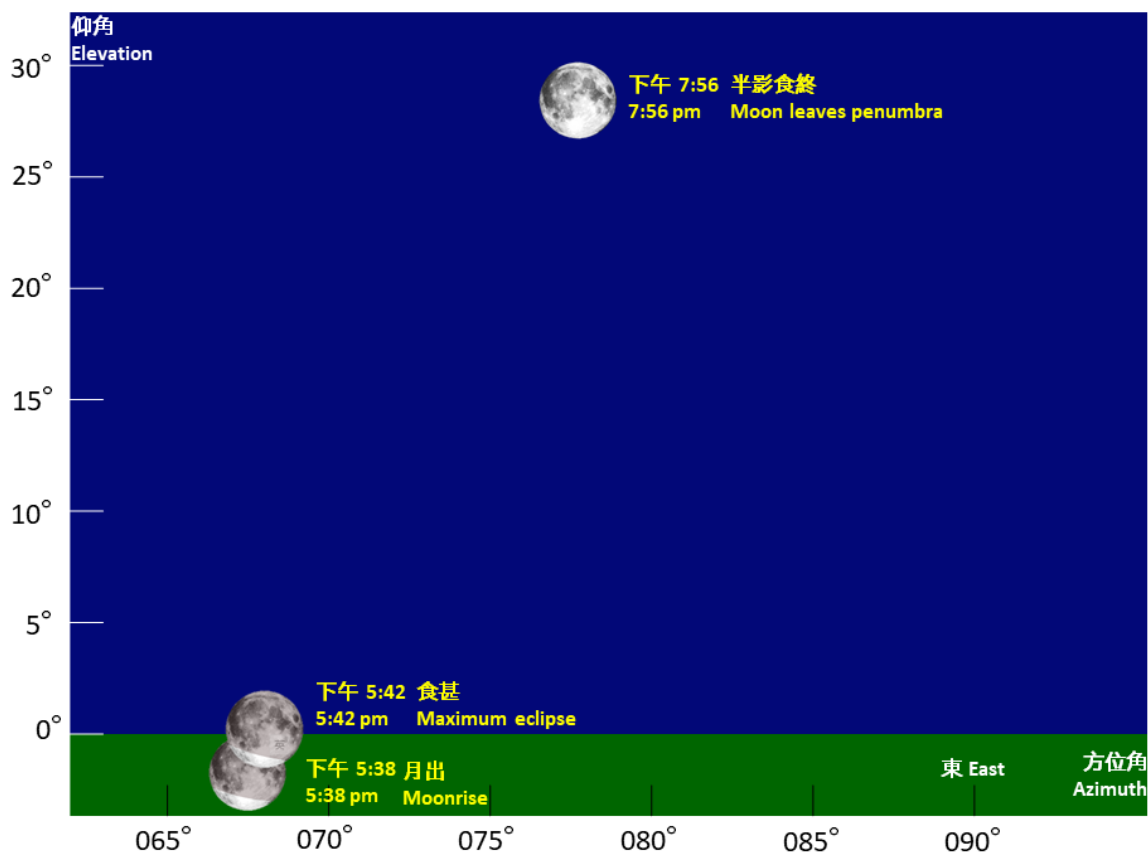 仰角
Elevation
30°
下午 7:56 半影食終
7:56 pm Moon leaves penumbra
25°
20°
15°
10°
5°
下午 5:42 食甚
5:42 pm Maximum eclipse
0°
下午 5:38 月出
5:38 pm Moonrise
東 East
方位角
Azimuth
065° 070° 075° 080° 085° 090°